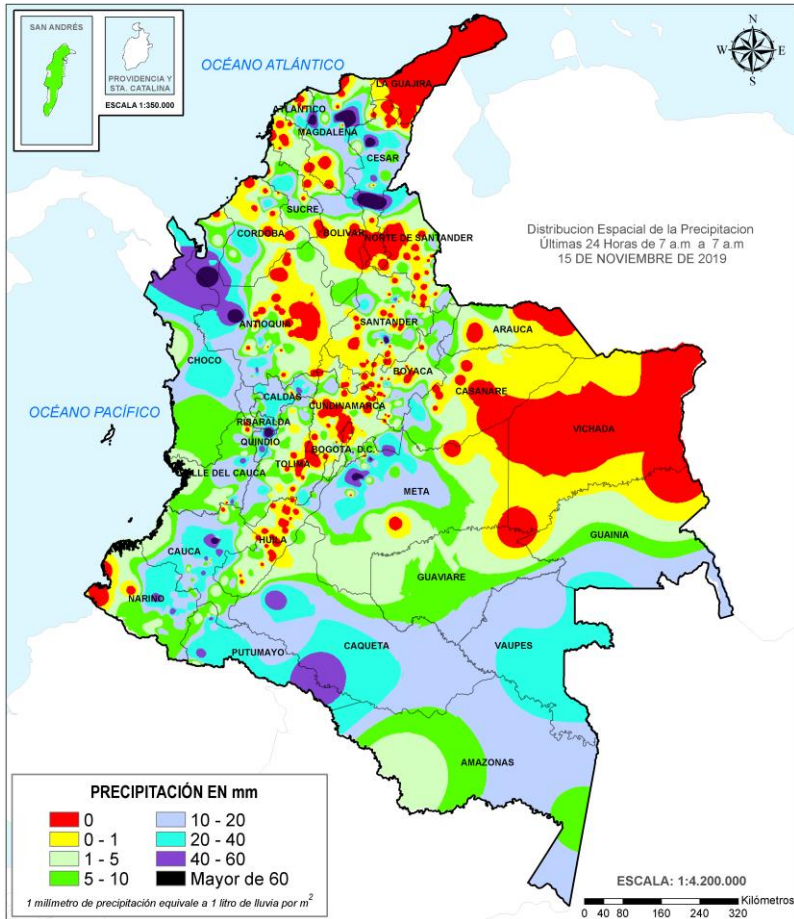 SAN ANDRÉS
PROVIDENCIA Y
STA. CATALINA
ESCALA 1:350.000
OCÉANO ATLÁNTICO
N
W E
S
LA GUAJIRA
ATLANTICO
MAGDALENA
CESAR
SUCRE
CORDOBA
BOLIVAR
NORTE DE SANTANDER
Distribucion Espacial de la Precipitacion
Últimas 24 Horas de 7 a.m a 7 a.m
15 DE NOVIEMBRE DE 2019
ANTIOQUIA
SANTANDER
ARAUCA
CHOCO
BOYACA
CASANARE
CALDAS
CUNDINAMARCA
OCÉANO PACÍFICO
RISARALDA
VICHADA
QUINDIO
BOGOTA, D.C.
TOLIMA
VALLE DEL CAUCA
META
HUILA
GUAINIA
CAUCA
GUAVIARE
NARIÑO
CAQUETA
VAUPES
PUTUMAYO
AMAZONAS
PRECIPITACIÓN EN mm
0 10 - 20
0 - 1 20 - 40
1 - 5 40 - 60
5 - 10 Mayor de 60
1 milímetro de precipitación equivale a 1 litro de lluvia por m²
ESCALA: 1:4.200.000
Kilómetros
0 40 80 160 240 320